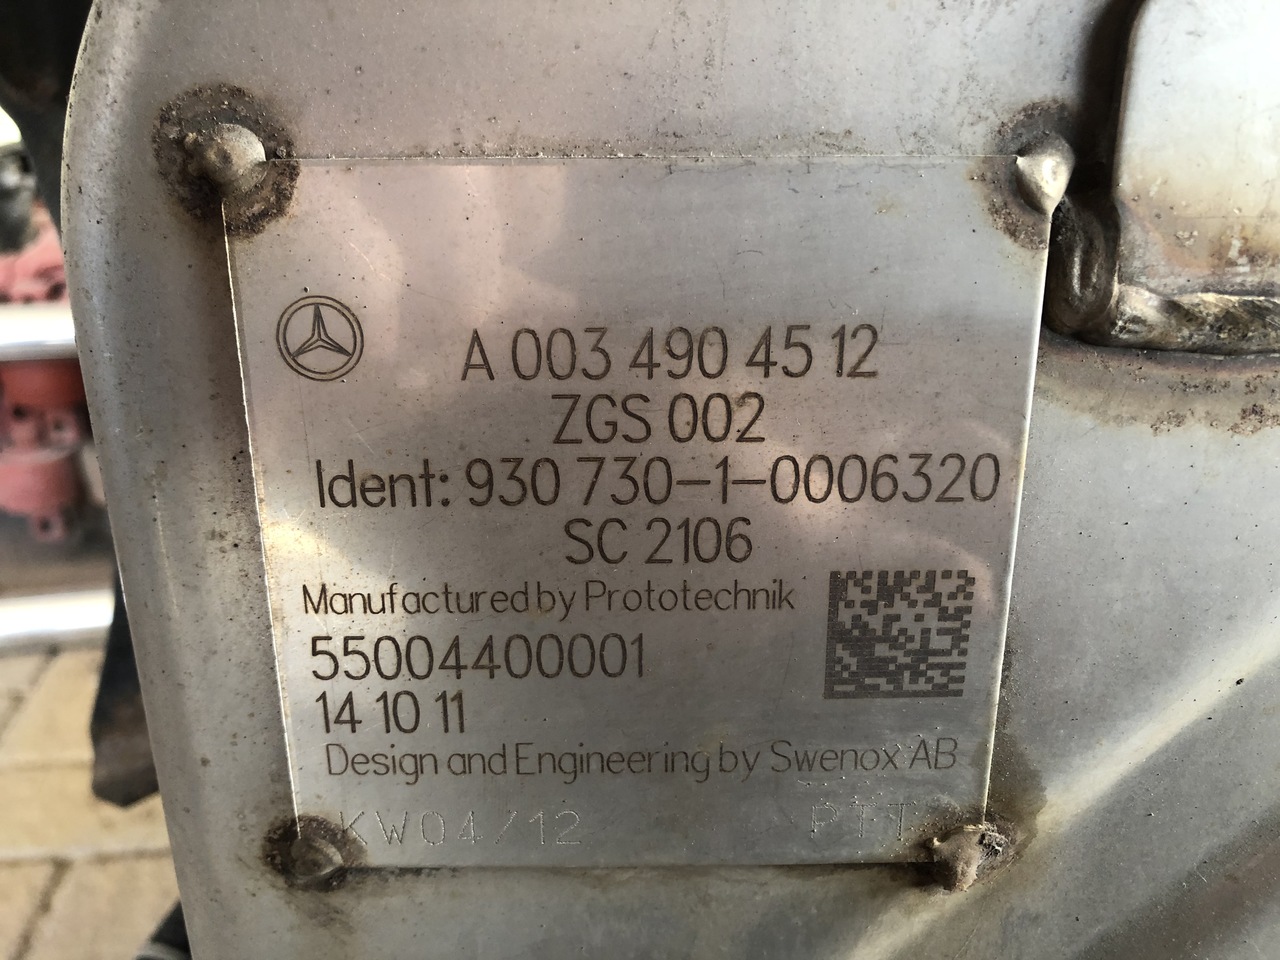 A 003 490 45 12
ZGS 002
Ident: 930 730-1-0006320
SC 2106
Manufactured by Prototechnik
55004400001
14 10 11
Design and Engineering by Swenox AB
KW04/12 PTT